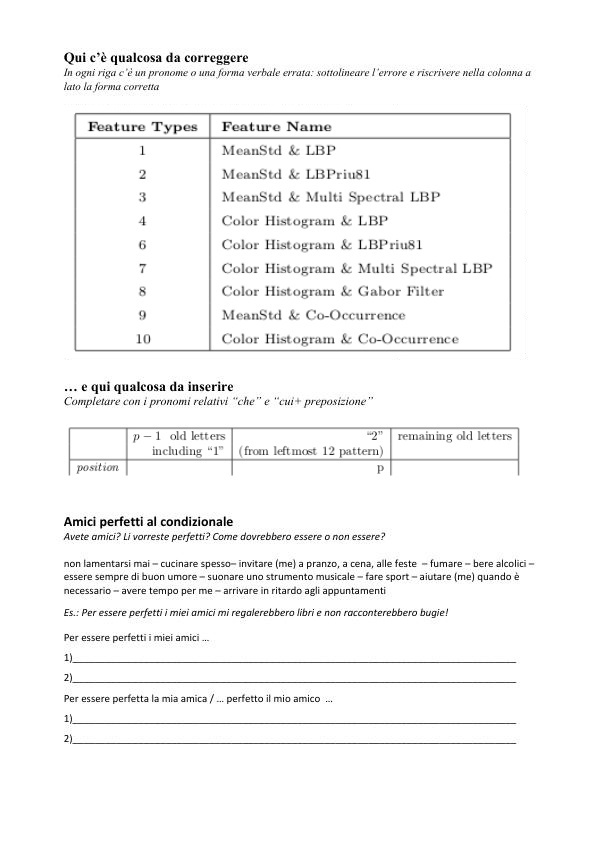 Qui c’è qualcosa da correggere
In ogni riga c’è un pronome o una forma verbale errata: sottolineare l’errore e riscrivere nella colonna a
lato la forma corretta
Feature Types Feature Name
1 MeanStd & LBP
2 MeanStd & LBPriu81
3 MeanStd & Multi Spectral LBP
4 Color Histogram & LBP
6 Color Histogram & LBPriu81
7 Color Histogram & Multi Spectral LBP
8 Color Histogram & Gabor Filter
9 MeanStd & Co-Occurrence
10 Color Histogram & Co-Occurrence
… e qui qualcosa da inserire
Completare con i pronomi relativi “che” e “cui+ preposizione”
p − 1 old letters “2” remaining old letters
including “1” (from leftmost 12 pattern)
position p
Amici perfetti al condizionale
Avete amici? Li vorreste perfetti? Come dovrebbero essere o non essere?
non lamentarsi mai – cucinare spesso– invitare (me) a pranzo, a cena, alle feste – fumare – bere alcolici –
essere sempre di buon umore – suonare uno strumento musicale – fare sport – aiutare (me) quando è
necessario – avere tempo per me – arrivare in ritardo agli appuntamenti
Es.: Per essere perfetti i miei amici mi regalerebbero libri e non racconterebbero bugie!
Per essere perfetti i miei amici …
1)
2)
Per essere perfetta la mia amica / … perfetto il mio amico …
1)
2)